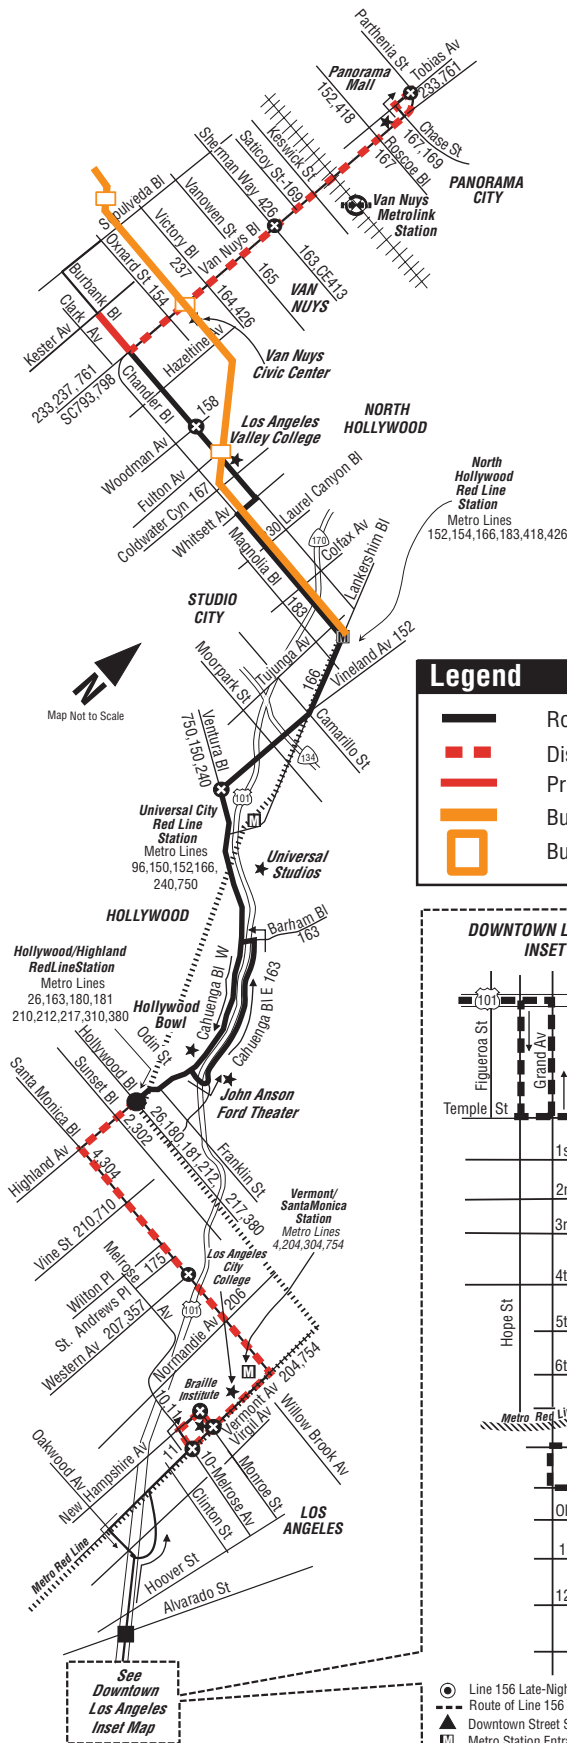 Parthenia St
Tobias Av
233,761
Panorama
Mall
152,418
167,169
Chase St
Roscoe Bl
167
PANORAMA
CITY
Keswick St
Saticoy St-169
Sherman Way 426
Van Nuys
Metrolink
Station
Vanowen St
Victory Bl
237
Van Nuys Bl
163,CE413
165
VAN
NUYS
Oxnard St 154
164,426
Burbank Bl
Clark Av
Kester Av
Hazeltine Av
Van Nuys
Civic Center
233,237,761
SC793,798
Chandler Bl
158
Woodman Av
Los Angeles
Valley College
NORTH
HOLLYWOOD
Fulton Av
Coldwater Cyn 167
Whitsett Av
30 Laurel Canyon Bl
Magnolia Bl
170
Colfax Av
Lankershim Bl
North
Hollywood
Red Line
Station
Metro Lines
152,154,166,183,418,426
183
STUDIO
CITY
M
Tujunga Av
Vineland Av 152
Moorpark St
166
Camarillo St
N
Map Not to Scale
Ventura Bl
750,150,240
134
101
Legend
Universal City
Red Line
Station
Metro Lines
96,150,152,166,
240,750
M
Universal
Studios
HOLLYWOOD
Barham Bl
163
Cahuenga Bl W
Cahuenga Bl E 163
Hollywood/Highland
RedLineStation
Metro Lines
26,163,180,181
210,212,217,310,380
Hollywood
Bowl
Odin St
Hollywood Bl
Sunset Bl
2,302
Santa Monica Bl
4,304
John Anson
Ford Theater
26,180,181,212,
217,380
Franklin St
Highland Av
Vine St 210,710
Vermont/
SantaMonica
Station
Metro Lines
4,204,304,754
Los Angeles
City
College
Melrose
Av
175
Wilton Pl
St. Andrews Pl
Western Av 207,357
101
Normandie Av 206
M
Braille
Institute
10,11
Vermont Av 204,754
Virgil Av
Willow Brook Av
Oakwood Av
New Hampshire Av
11
10-Melrose Av
Monroe St
Clinton St
LOS
ANGELES
Metro Red Line
Hoover St
Alvarado St
See
Downtown
Los Angeles
Inset Map
INSET
101
Figueroa St
Grand Av
Temple St
Hope St
Line 156
Route of Line 156
Downtown Street
M Metro Station